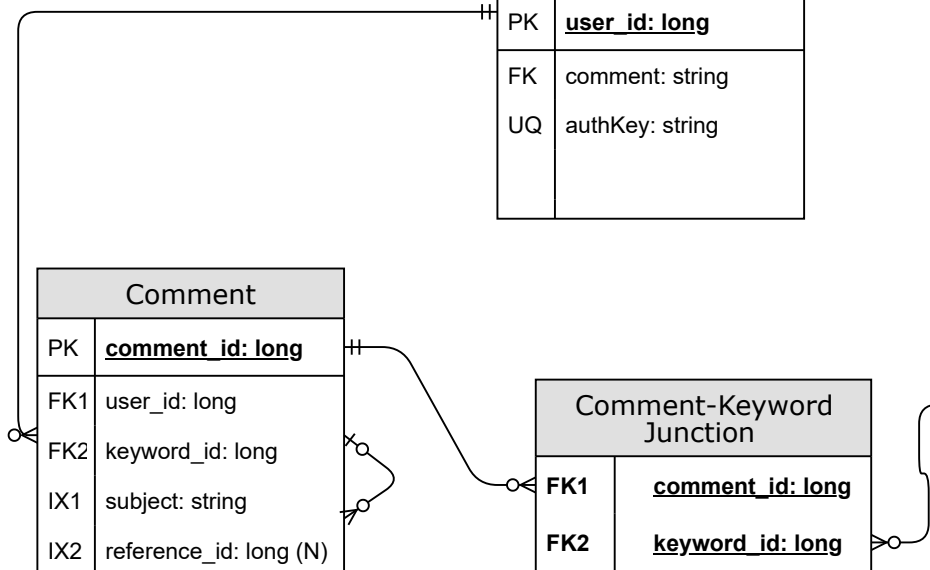 PK user_id: long
FK comment: string
UQ authKey: string
Comment
PK comment_id: long
FK1 user_id: long
FK2 keyword_id: long
IX1 subject: string
IX2 reference_id: long (N)
Comment-Keyword
Junction
FK1 comment_id: long
FK2 keyword_id: long